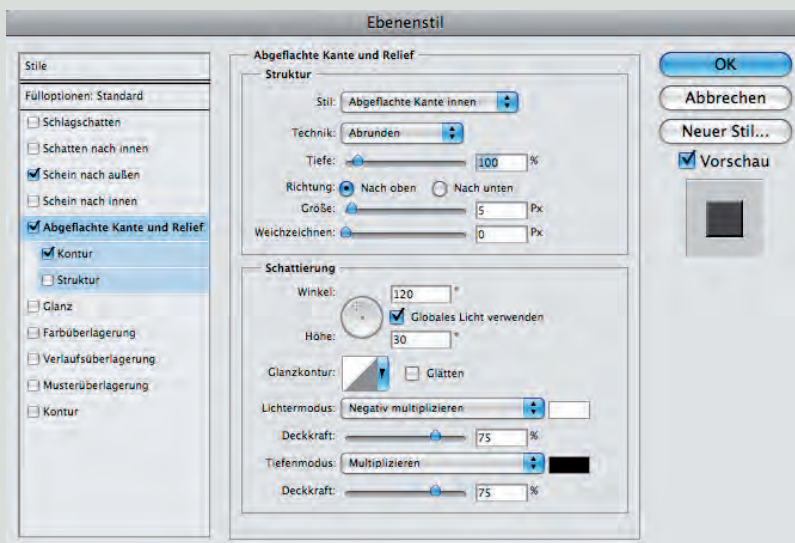 Ebenenstil
Stile
Fülloptionen: Standard
Schlagschatten
Schatten nach innen
Schein nach außen
Schein nach innen
Abgeflachte Kante und Relief
Kontur
Struktur
Glanz
Farbüberlagerung
Verlaufsüberlagerung
Musterüberlagerung
Kontur
Abgeflachte Kante und Relief
Struktur
Stil: Abgeflachte Kante innen
Technik: Abrunden
Tiefe: 100 %
Richtung: Nach oben Nach unten
Größe: 5 Px
Weichzeichnen: 0 Px
Schattierung
Winkel: 120 °
Globales Licht verwenden
Höhe: 30 °
Glanzkontur: Glätten
Lichtermodus: Negativ multiplizieren
Deckkraft: 75 %
Tiefenmodus: Multiplizieren
Deckkraft: 75 %
OK
Abbrechen
Neuer Stil...
Vorschau